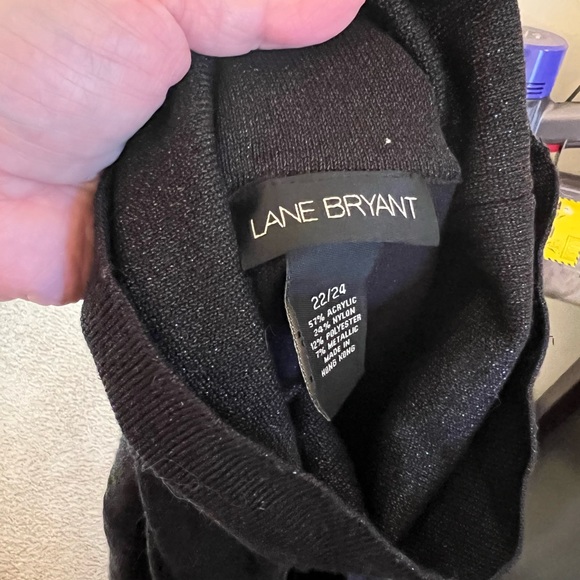 LANE BRYANT
22/24
57% ACRYLIC
24% NYLON
12% POLYESTER
7% METALLIC
MADE IN
HONG KONG